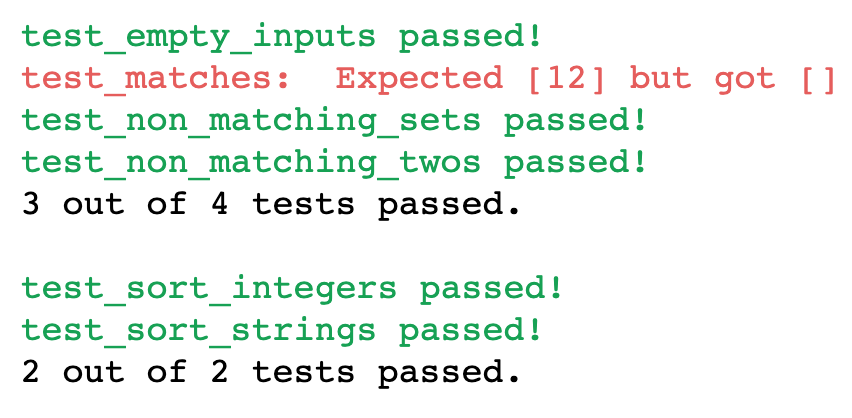 test_empty_inputs passed!
test_matches:  Expected [12] but got []
test_non_matching_sets passed!
test_non_matching_twos passed!
3 out of 4 tests passed.

test_sort_integers passed!
test_sort_strings passed!
2 out of 2 tests passed.